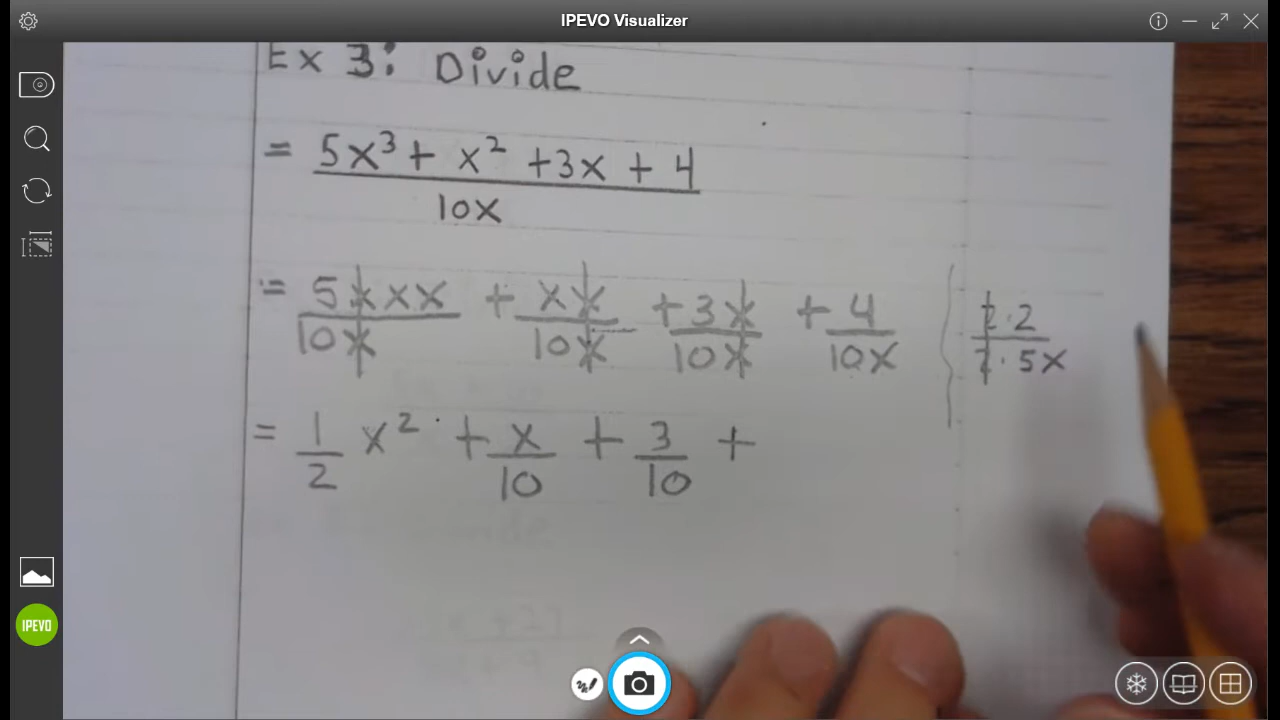 IPEVO Visualizer
Ex 3: Divide
= 5x³ + x² + 3x + 4
10x
= 5xxx/10x + xx/10x + 3x/10x + 4/10x { 2·2/2·5x
= 1/2 x² + x/10 + 3/10 +
IPEVO